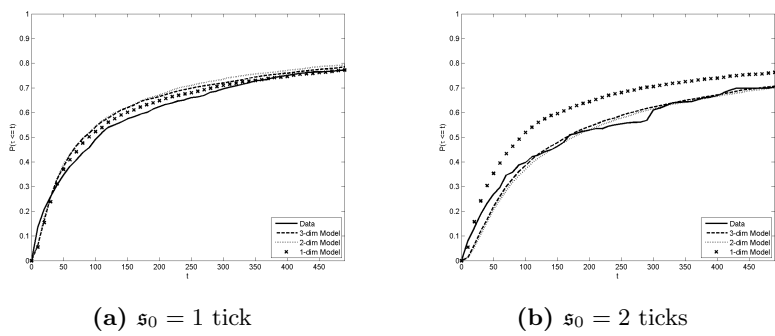 1
0.9
0.8
0.7
0.6
0.5
0.4
0.3
0.2
0.1
0
P(τ <= t)
0 50 100 150 200 250 300 350 400 450
t
Data
3-dim Model
2-dim Model
1-dim Model
(a) 𝔰₀ = 1 tick
1
0.9
0.8
0.7
0.6
0.5
0.4
0.3
0.2
0.1
0
P(τ <= t)
0 50 100 150 200 250 300 350 400 450
t
Data
3-dim Model
2-dim Model
1-dim Model
(b) 𝔰₀ = 2 ticks